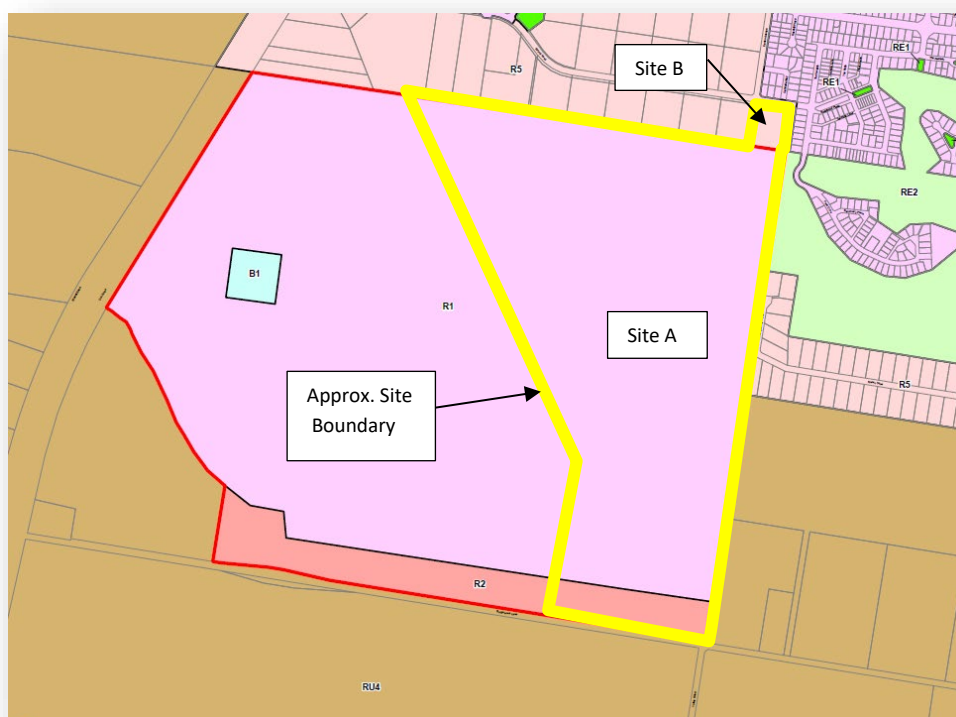 Site B
R5
RE1
RE1
RE2
B1
R1
Site A
Approx. Site
Boundary
R5
R2
RU4